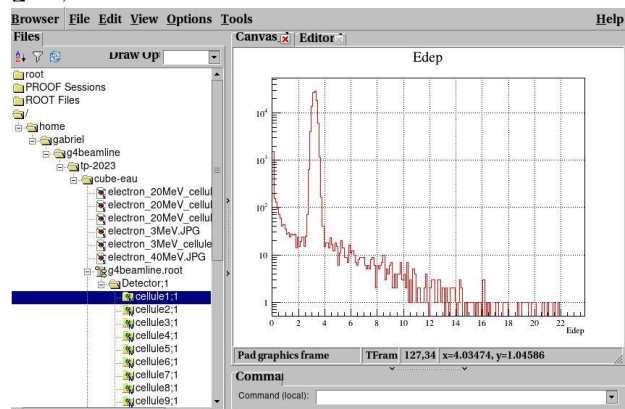 Browser File Edit View Options Tools Help
Files
Draw Op
Canvas Editor
root
PROOF Sessions
ROOT Files
/
home
gabriel
g4beamline
tp-2023
cube-eau
electron_20MeV_cellul
electron_20MeV_cellul
electron_20MeV_cellul
electron_3MeV.JPG
electron_3MeV_cellule
electron_40MeV.JPG
g4beamline.root
Detector;1
cellule1;1
cellule2;1
cellule3;1
cellule4;1
cellule5;1
cellule6;1
cellule7;1
cellule8;1
cellule9;1
Edep
10⁴
10³
10²
10
1
0 2 4 6 8 10 12 14 16 18 20 22
Edep
Pad graphics frame TFram 127,34 x=4.03474, y=1.04586
Comma
Command (local):